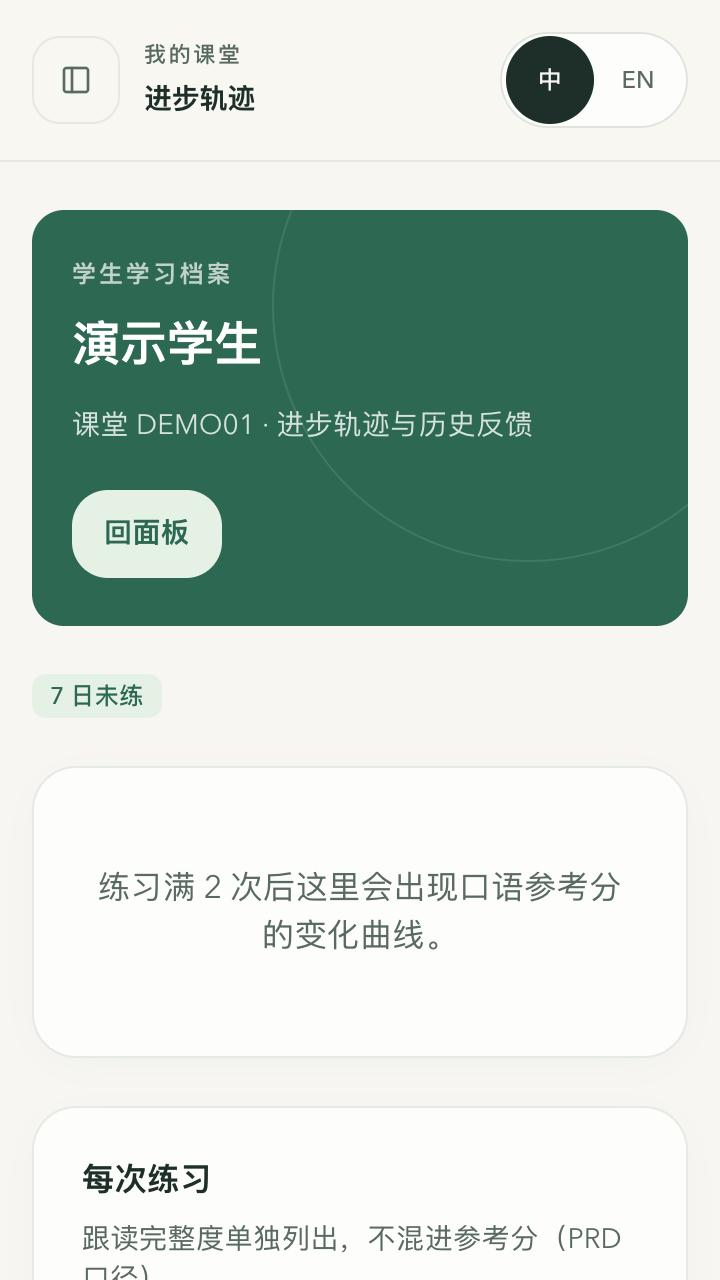 我的课堂
进步轨迹
中
EN
学生学习档案
演示学生
课堂 DEMO01 · 进步轨迹与历史反馈
回面板
7 日未练
练习满 2 次后这里会出现口语参考分
的变化曲线。
每次练习
跟读完整度单独列出，不混进参考分（PRD
口径）